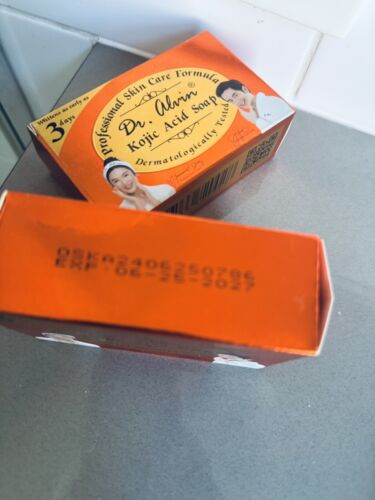 Whitens as early as
3 days
Professional Skin Care Formula
Dr. Alvin®
Kojic Acid Soap
Dermatologically Tested
EXP:06-25-2027